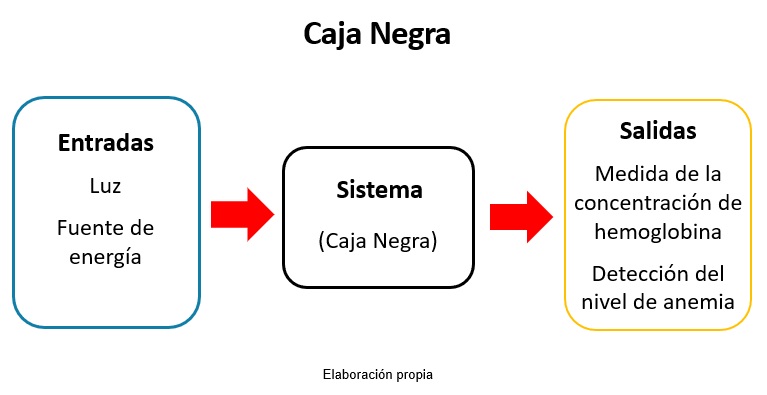 Caja Negra
Entradas
Luz
Fuente de
energía
Sistema
(Caja Negra)
Salidas
Medida de la
concentración de
hemoglobina
Detección del
nivel de anemia
Elaboración propia